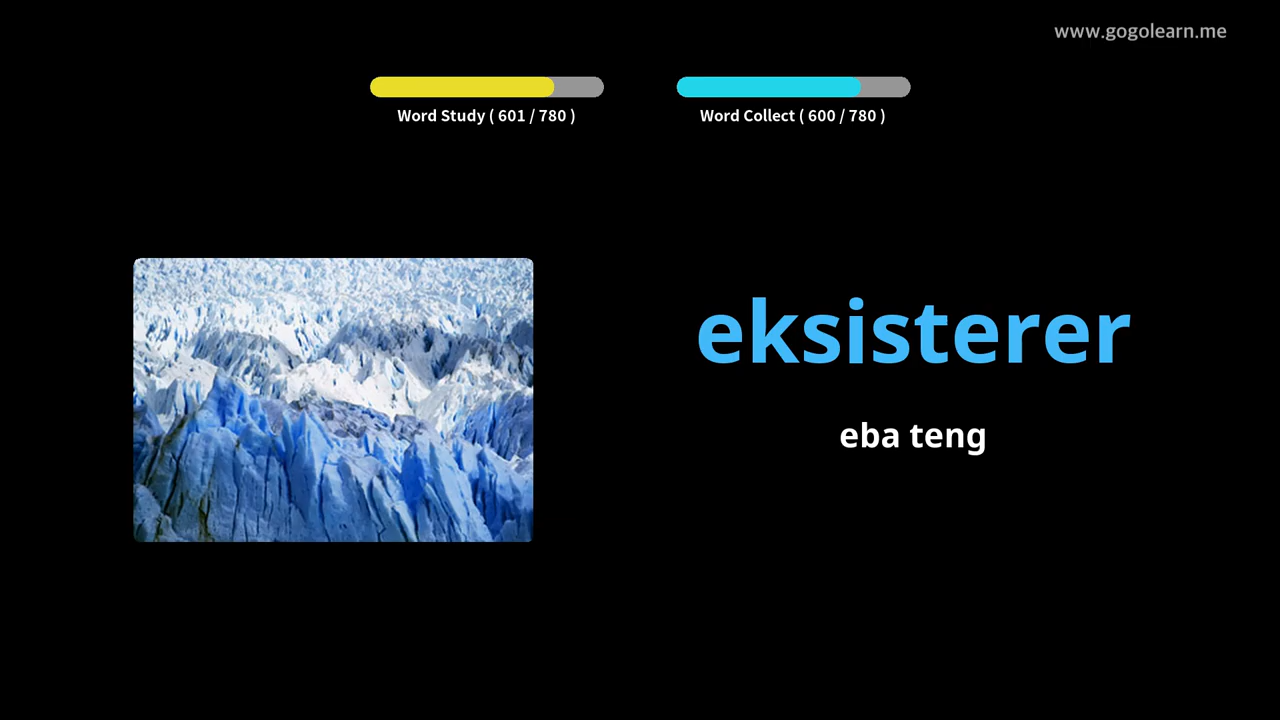 www.gogolearn.me
Word Study ( 601 / 780 )
Word Collect ( 600 / 780 )
eksisterer
eba teng